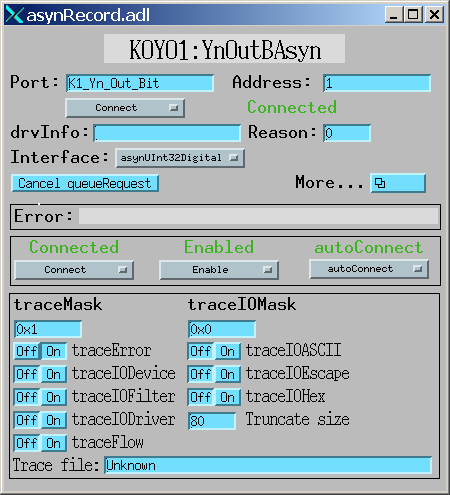 asynRecord.adl
KOYO1:YnOutBAsyn
Port: K1_Yn_Out_Bit Address: 1
Connect Connected
drvInfo: Reason: 0
Interface: asynUInt32Digital
Cancel queueRequest More...
Error:
Connected Enabled autoConnect
Connect Enable autoConnect
traceMask traceIOMask
0x1 0x0
Off On traceError Off On traceIOASCII
Off On traceIODevice Off On traceIOEscape
Off On traceIOFilter Off On traceIOHex
Off On traceIODriver 80 Truncate size
Off On traceFlow
Trace file: Unknown